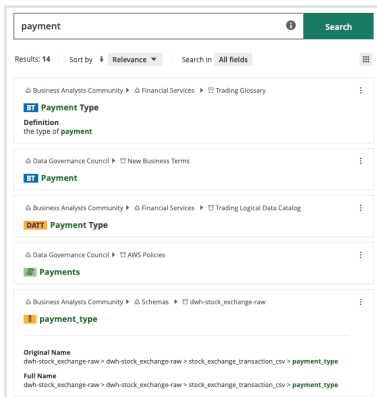 payment
Search
Results: 14 Sort by Relevance Search in All fields
Business Analysts Community Financial Services Trading Glossary
BT Payment Type
Definition
the type of payment
Data Governance Council New Business Terms
BT Payment
Business Analysts Community Financial Services Trading Logical Data Catalog
DATT Payment Type
Data Governance Council AWS Policies
Payments
Business Analysts Community Schemas dwh-stock_exchange-raw
payment_type
Original Name
dwh-stock_exchange-raw > dwh-stock_exchange-raw > stock_exchange_transaction_csv > payment_type
Full Name
dwh-stock_exchange-raw > dwh-stock_exchange-raw > stock_exchange_transaction_csv > payment_type